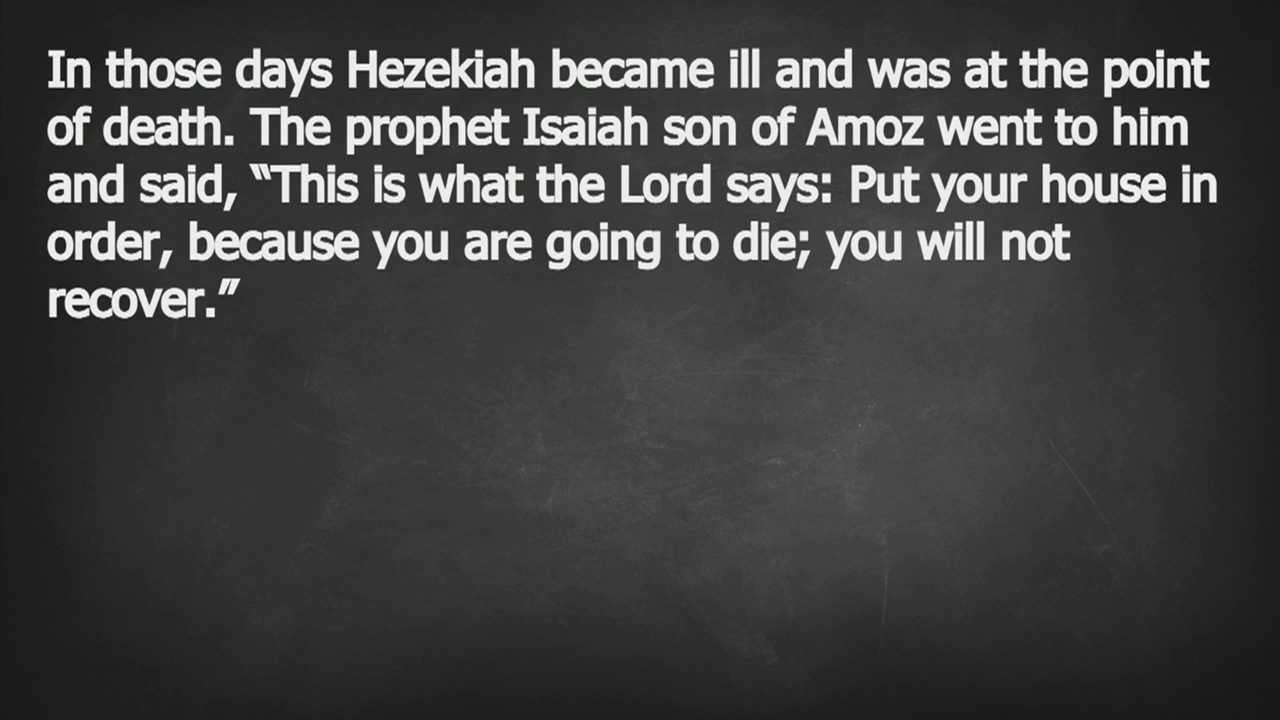 In those days Hezekiah became ill and was at the point
of death. The prophet Isaiah son of Amoz went to him
and said, “This is what the Lord says: Put your house in
order, because you are going to die; you will not
recover.”